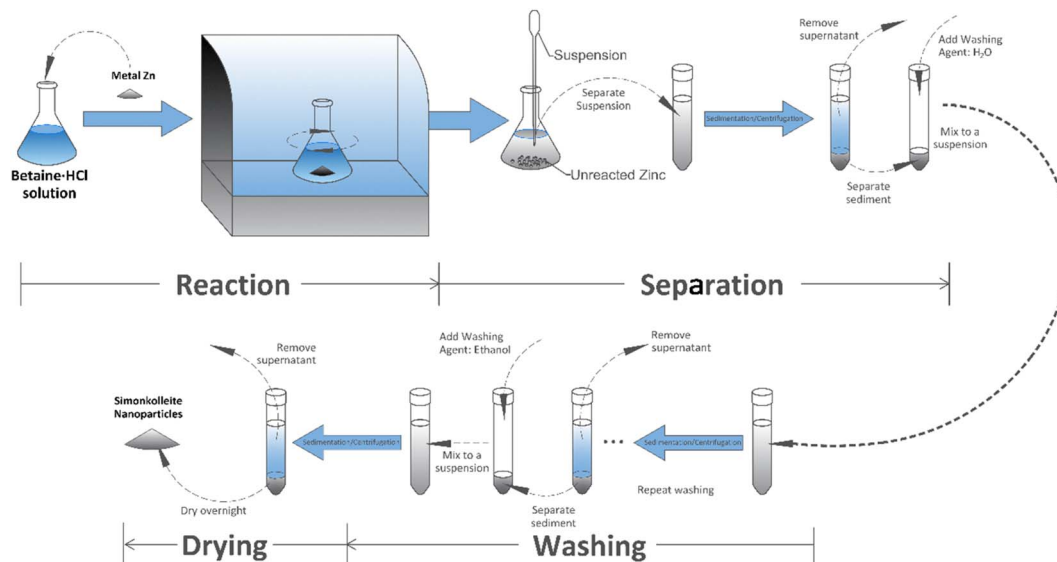 Metal Zn
Betaine·HCl
solution
Suspension
Separate
Suspension
Unreacted Zinc
Sedimentation/Centrifugation
Remove
supernatant
Add Washing
Agent: H₂O
Mix to a
suspension
Separate
sediment
Reaction
Separation
Remove
supernatant
Simonkolleite
Nanoparticles
Dry overnight
Sedimentation/Centrifugation
Add Washing
Agent: Ethanol
Mix to a
suspension
Separate
sediment
Remove
supernatant
Sedimentation/Centrifugation
Repeat washing
Drying
Washing